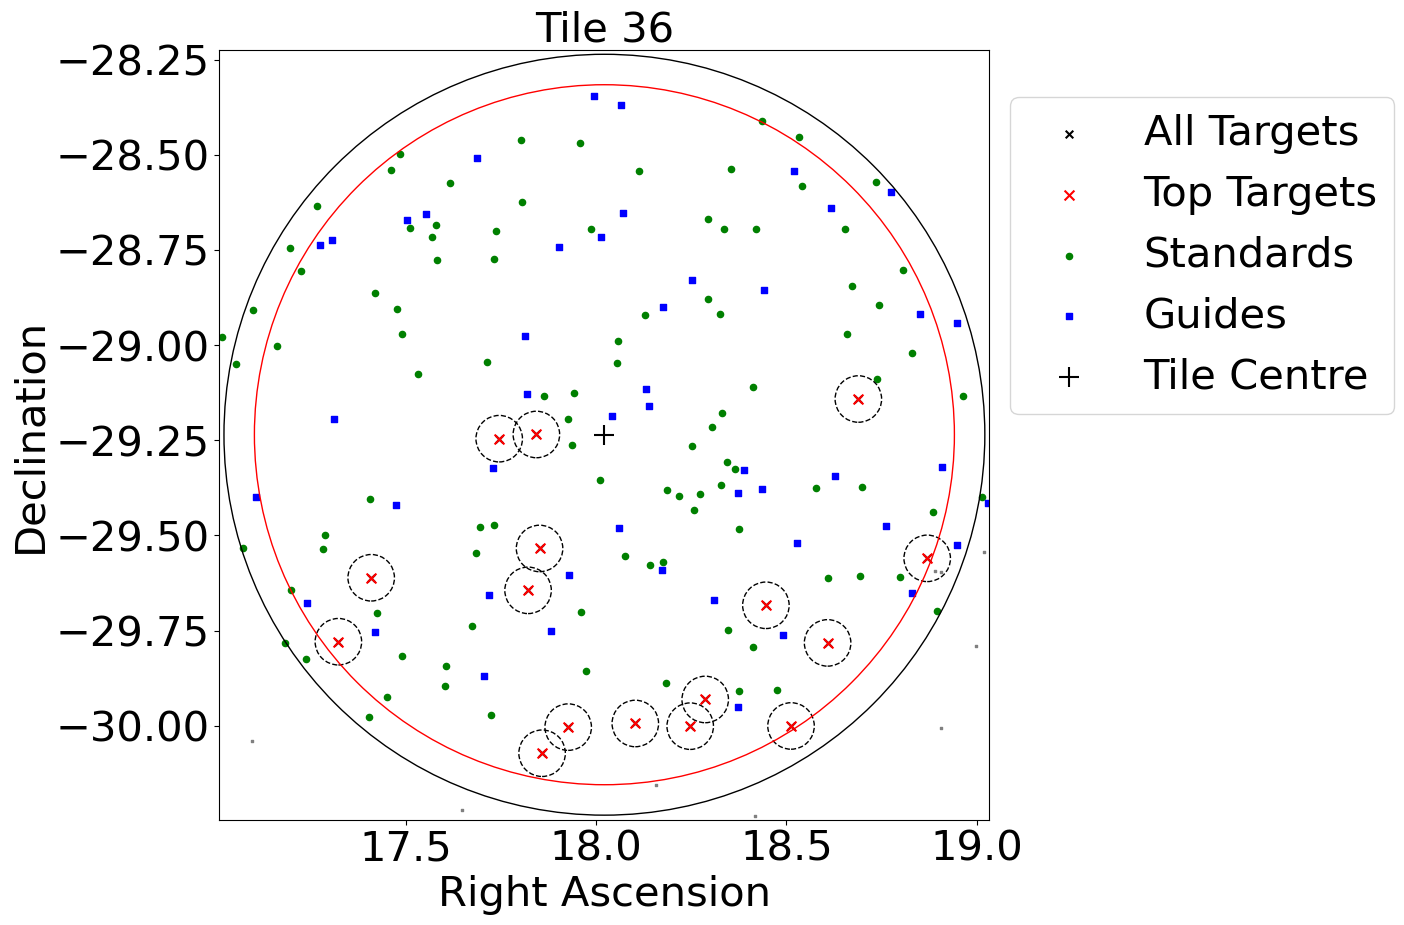 Tile 36
−28.25
−28.50
−28.75
−29.00
−29.25
−29.50
−29.75
−30.00
Declination
17.5 18.0 18.5 19.0
Right Ascension
All Targets
Top Targets
Standards
Guides
Tile Centre